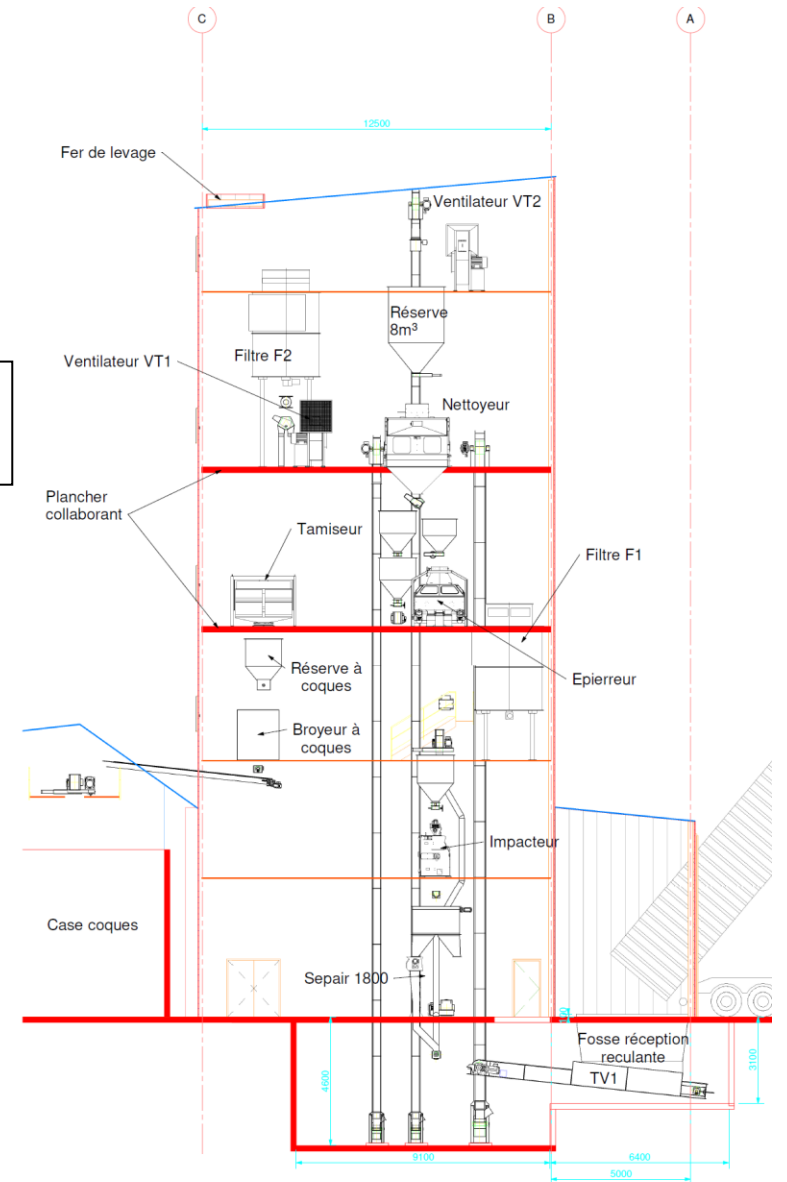 C
B
A
12500
Fer de levage
Ventilateur VT2
Réserve
8m³
Filtre F2
Ventilateur VT1
Nettoyeur
Plancher
collaborant
Tamiseur
Filtre F1
Réserve à
coques
Epierreur
Broyeur à
coques
Impacteur
Case coques
Sepair 1800
Fosse réception
reculante
TV1
4600
3100
9100
6400
5000